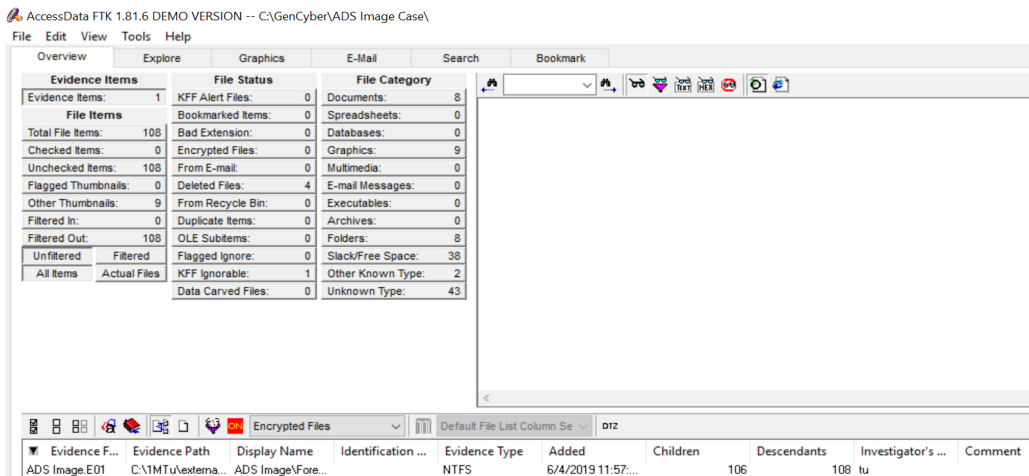 AccessData FTK 1.81.6 DEMO VERSION -- C:\GenCyber\ADS Image Case\
File Edit View Tools Help
Overview Explore Graphics E-Mail Search Bookmark
Evidence Items File Status File Category
Evidence Items: 1 KFF Alert Files: 0 Documents: 8
File Items Bookmarked Items: 0 Spreadsheets: 0
Total File Items: 108 Bad Extension: 0 Databases: 0
Checked Items: 0 Encrypted Files: 0 Graphics: 9
Unchecked Items: 108 From E-mail: 0 Multimedia: 0
Flagged Thumbnails: 0 Deleted Files: 4 E-mail Messages: 0
Other Thumbnails: 9 From Recycle Bin: 0 Executables: 0
Filtered In: 0 Duplicate Items: 0 Archives: 0
Filtered Out: 108 OLE Subitems: 0 Folders: 8
Unfiltered Filtered Flagged Ignore: 0 Slack/Free Space: 38
All Items Actual Files KFF Ignorable: 1 Other Known Type: 2
Data Carved Files: 0 Unknown Type: 43
TEXT HEX
ON Encrypted Files Default File List Column Se DTZ
Evidence F... Evidence Path Display Name Identification ... Evidence Type Added Children Descendants Investigator's ... Comment
ADS Image.E01 C:\1MTu\externa... ADS Image\Fore... NTFS 6/4/2019 11:57:... 106 108 tu